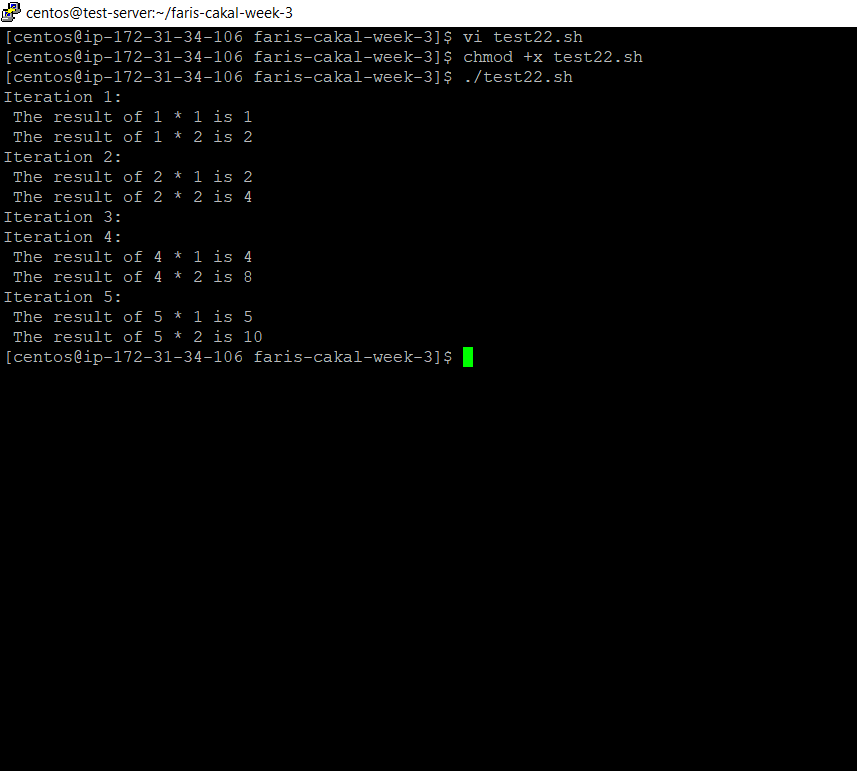 centos@test-server:~/faris-cakal-week-3
[centos@ip-172-31-34-106 faris-cakal-week-3]$ vi test22.sh
[centos@ip-172-31-34-106 faris-cakal-week-3]$ chmod +x test22.sh
[centos@ip-172-31-34-106 faris-cakal-week-3]$ ./test22.sh
Iteration 1:
 The result of 1 * 1 is 1
 The result of 1 * 2 is 2
Iteration 2:
 The result of 2 * 1 is 2
 The result of 2 * 2 is 4
Iteration 3:
Iteration 4:
 The result of 4 * 1 is 4
 The result of 4 * 2 is 8
Iteration 5:
 The result of 5 * 1 is 5
 The result of 5 * 2 is 10
[centos@ip-172-31-34-106 faris-cakal-week-3]$